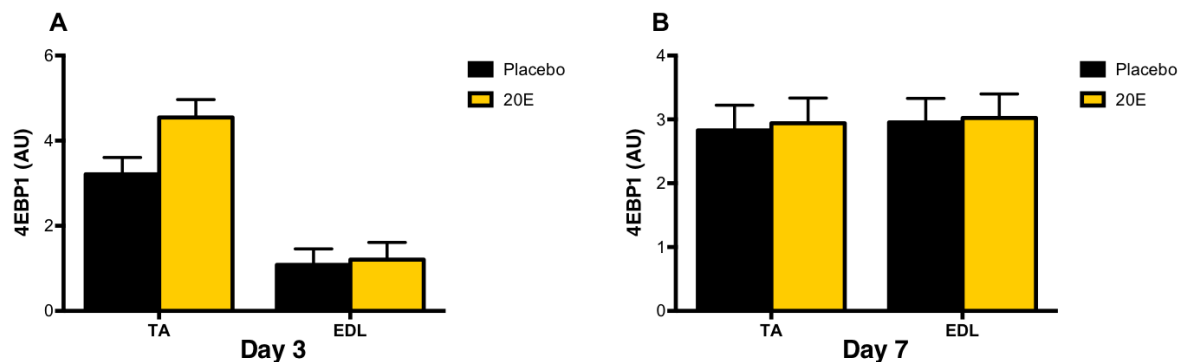 A
4EBP1 (AU)
6
4
2
0
TA
EDL
Day 3
Placebo
20E
B
4EBP1 (AU)
4
3
2
1
0
TA
EDL
Day 7
Placebo
20E